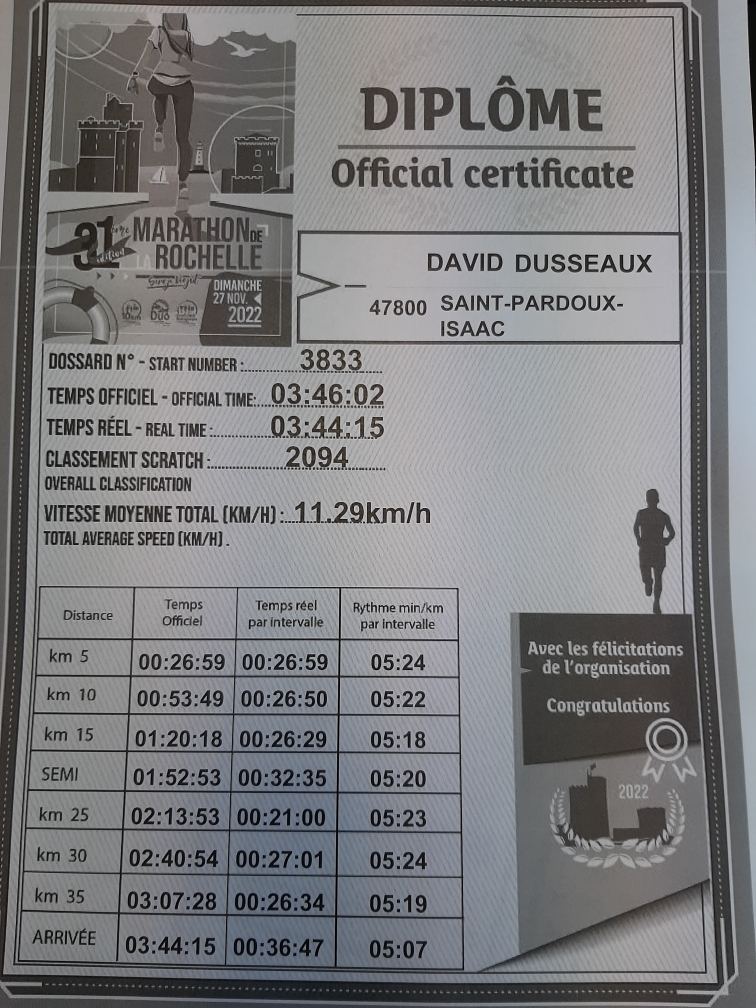 DIPLÔME
Official certificate
31ème édition
MARATHON DE
LA ROCHELLE
Serge Vigot
DIMANCHE
27 NOV.
2022
10km
Duo
DAVID DUSSEAUX
47800 SAINT-PARDOUX-
ISAAC
DOSSARD N° - START NUMBER : 3833
TEMPS OFFICIEL - OFFICIAL TIME: 03:46:02
TEMPS RÉEL - REAL TIME : 03:44:15
CLASSEMENT SCRATCH : 2094
OVERALL CLASSIFICATION
VITESSE MOYENNE TOTAL (KM/H) : 11.29km/h
TOTAL AVERAGE SPEED (KM/H) .
Distance Temps Officiel Temps réel par intervalle Rythme min/km par intervalle
km 5 00:26:59 00:26:59 05:24
km 10 00:53:49 00:26:50 05:22
km 15 01:20:18 00:26:29 05:18
SEMI 01:52:53 00:32:35 05:20
km 25 02:13:53 00:21:00 05:23
km 30 02:40:54 00:27:01 05:24
km 35 03:07:28 00:26:34 05:19
ARRIVÉE 03:44:15 00:36:47 05:07
Avec les félicitations
de l'organisation
Congratulations
2022